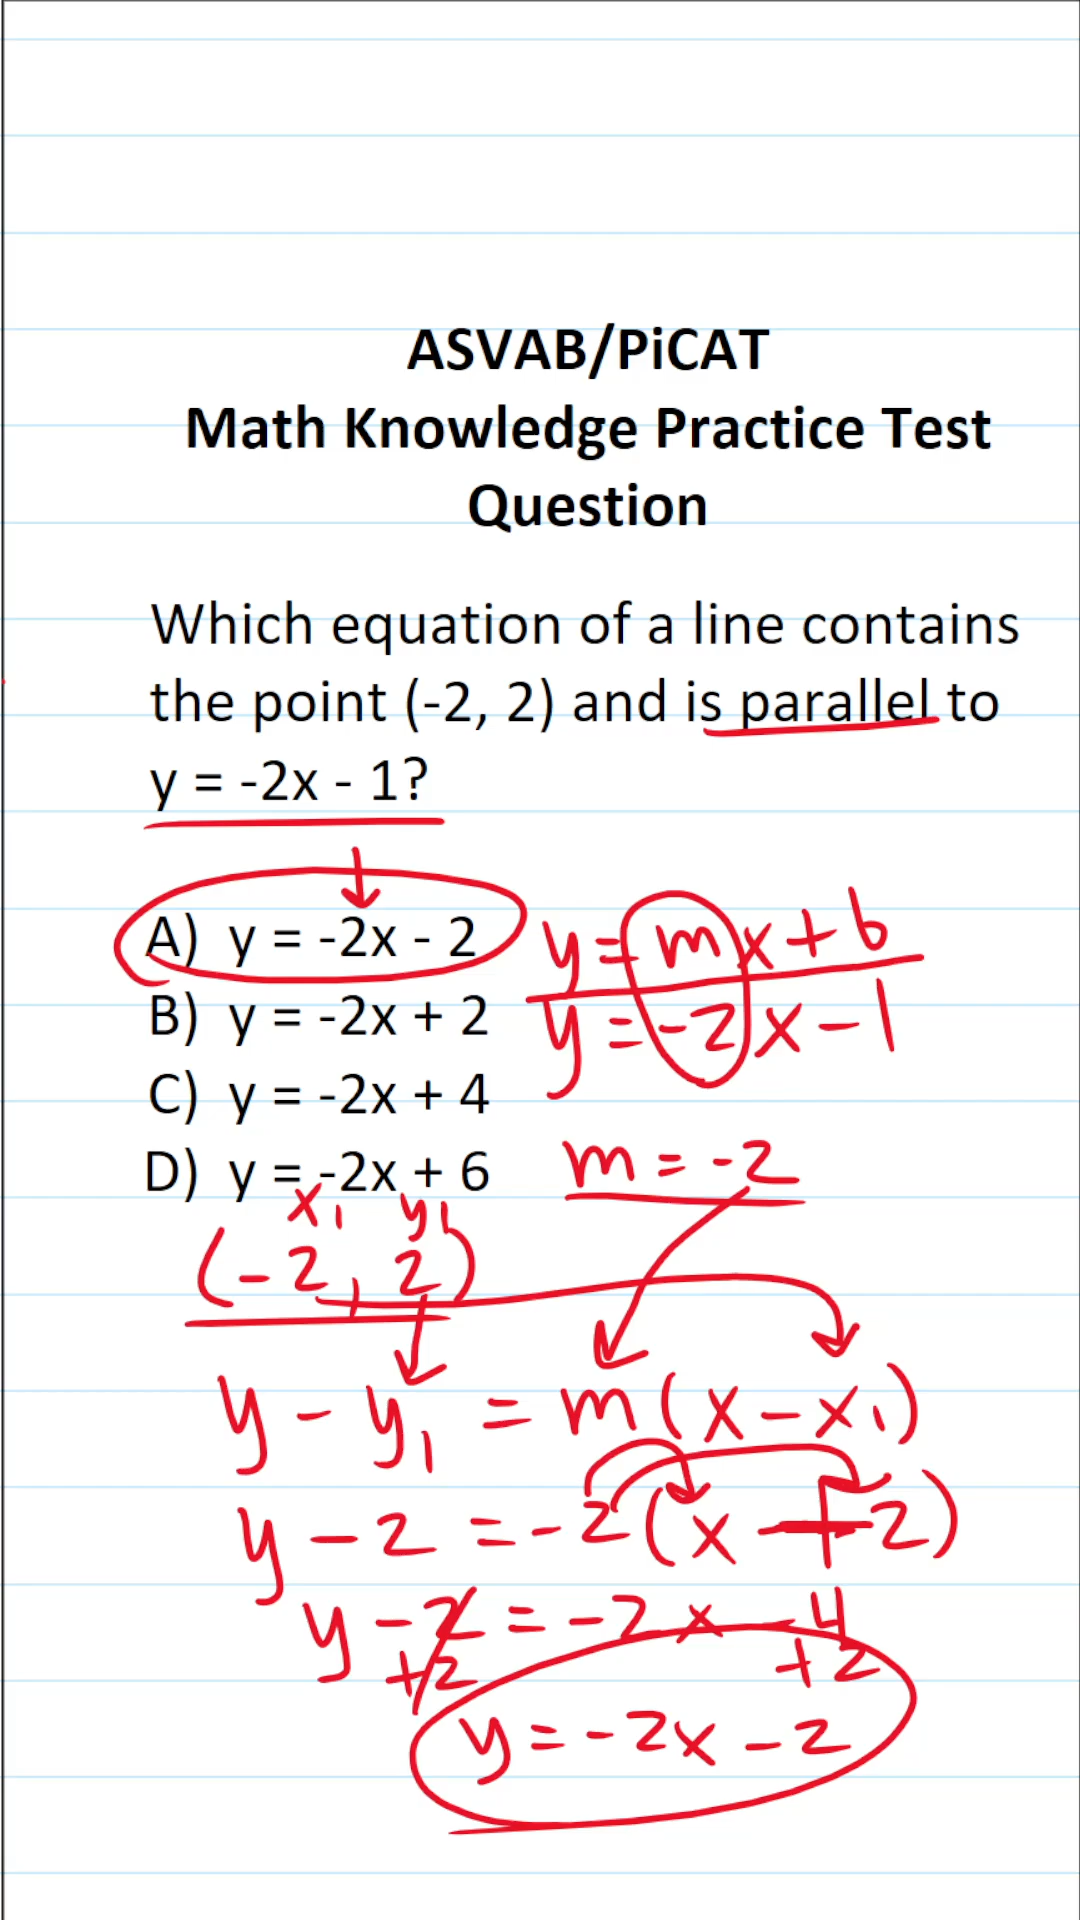 ASVAB/PiCAT
Math Knowledge Practice Test
Question
Which equation of a line contains
the point (-2, 2) and is parallel to
y = -2x - 1?
A) y = -2x - 2
B) y = -2x + 2
C) y = -2x + 4
D) y = -2x + 6
y = mx + b
y = -2x - 1
m = -2
x₁ y₁
(-2, 2)
y - y₁ = m(x - x₁)
y - 2 = -2(x + 2)
y - 2 = -2x - 4
+2 +2
y = -2x - 2